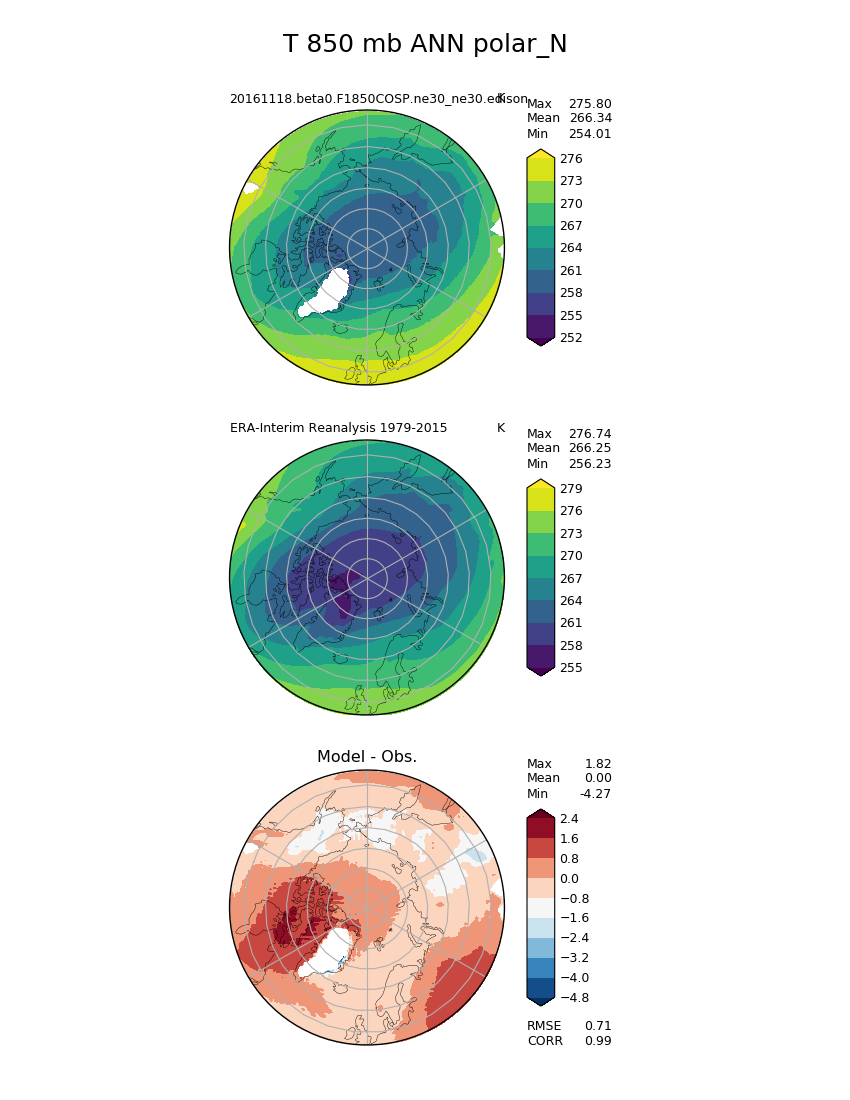 T 850 mb ANN polar_N
20161118.beta0.F1850COSP.ne30_ne30.edison K
Max 275.80
Mean 266.34
Min 254.01
276
273
270
267
264
261
258
255
252
ERA-Interim Reanalysis 1979-2015 K
Max 276.74
Mean 266.25
Min 256.23
279
276
273
270
267
264
261
258
255
Model - Obs.
Max 1.82
Mean 0.00
Min -4.27
2.4
1.6
0.8
0.0
−0.8
−1.6
−2.4
−3.2
−4.0
−4.8
RMSE 0.71
CORR 0.99